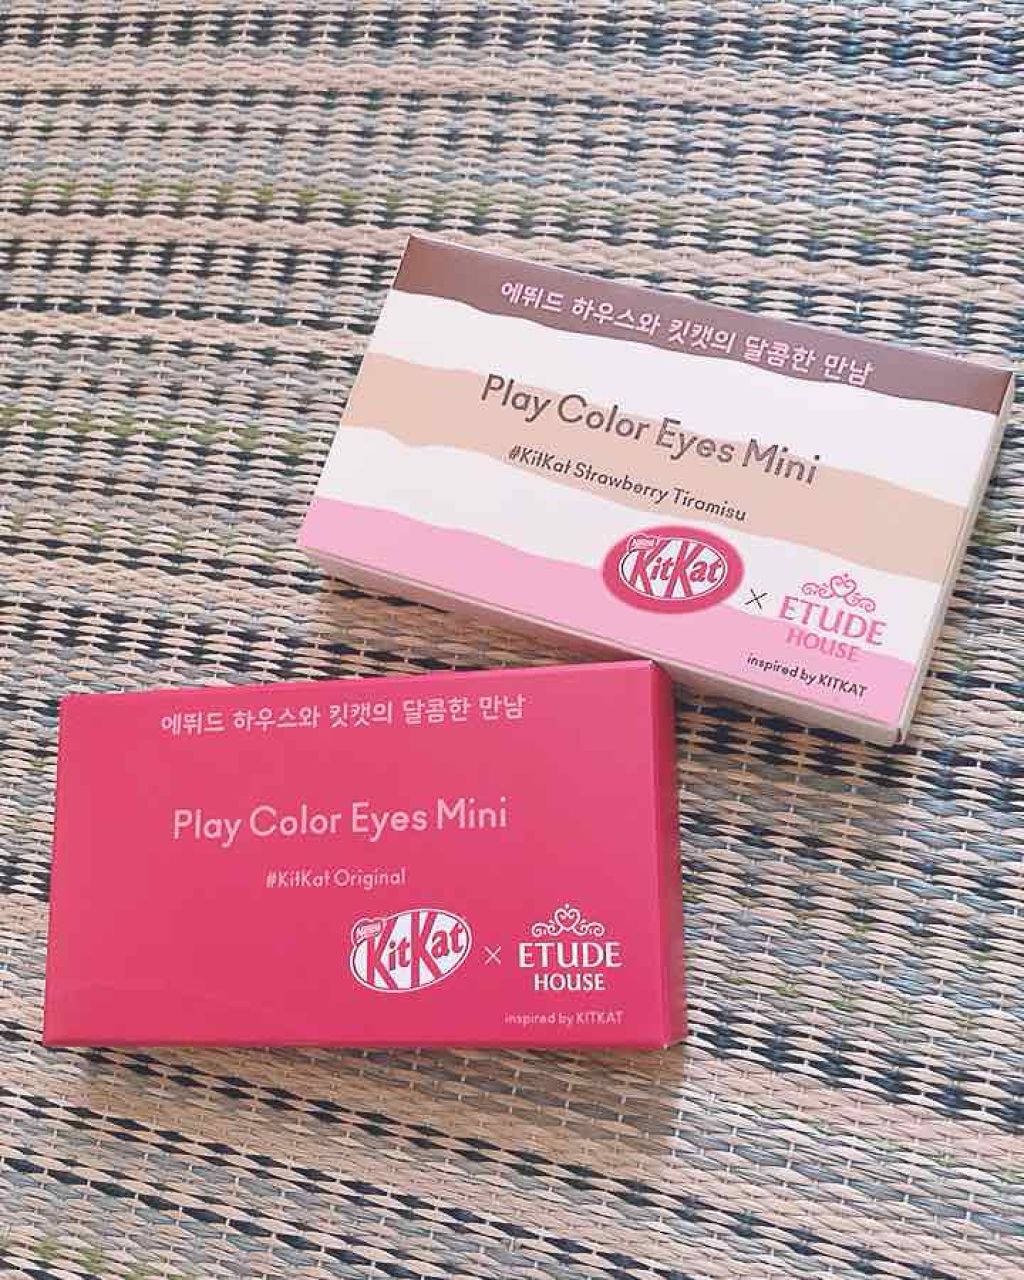 에뛰드 하우스와 킷캣의 달콤한 만남
Play Color Eyes Mini
#KitKat Strawberry Tiramisu
Nestlé
KitKat
×
ETUDE
HOUSE
inspired by KITKAT
에뛰드 하우스와 킷캣의 달콤한 만남
Play Color Eyes Mini
#KitKat Original
Nestlé
KitKat
×
ETUDE
HOUSE
inspired by KITKAT